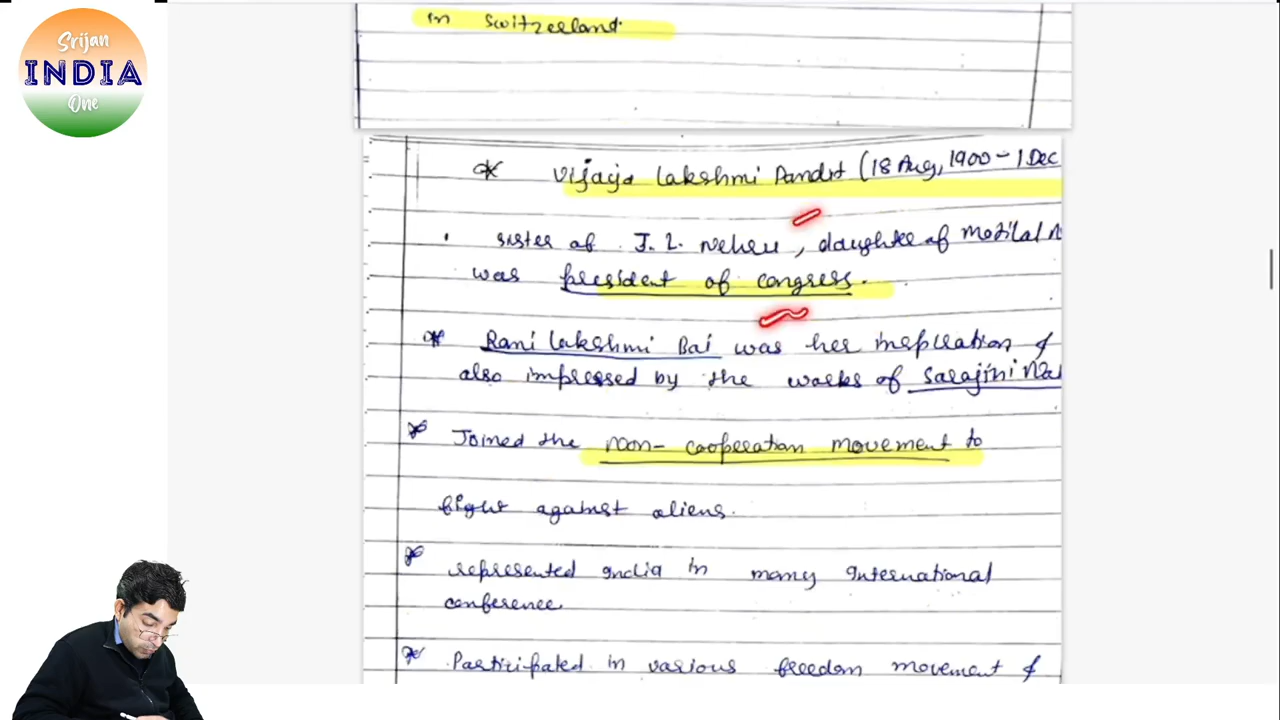 Srijan
INDIA
One
in Switzerland.
* Vijaya Lakshmi Pandit (18 Aug, 1900 - 1 Dec
. sister of J. L. Nehru, daughter of Motilal N
was president of congress.
* Rani Lakshmi Bai was her inspiration &
also impressed by the works of Sarajini Na
* Joined the non-cooperation movement to
fight against aliens.
* represented India in many International
conference.
* Participated in various freedom movement &